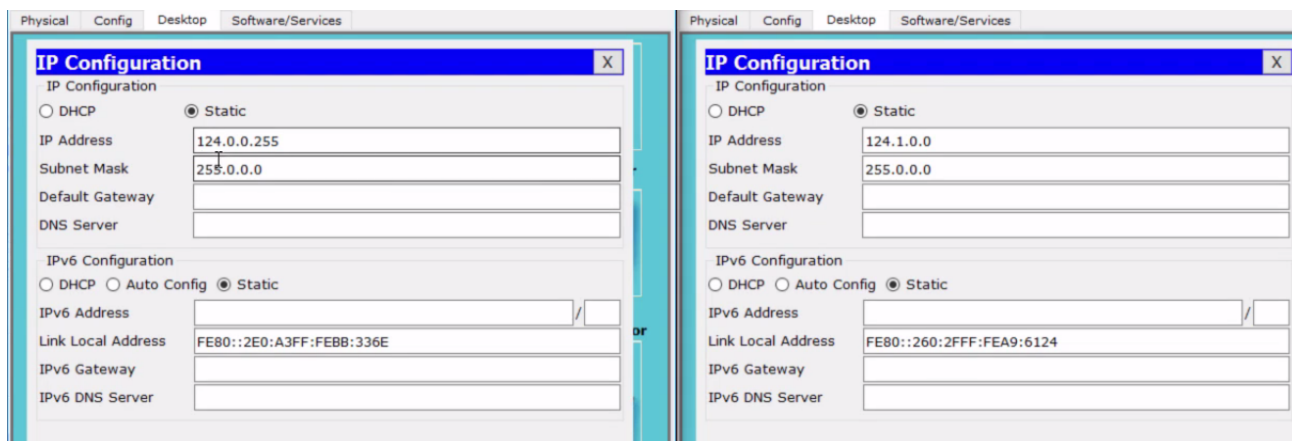 Physical Config Desktop Software/Services
IP Configuration X
IP Configuration
DHCP Static
IP Address 124.0.0.255
Subnet Mask 255.0.0.0
Default Gateway
DNS Server
IPv6 Configuration
DHCP Auto Config Static
IPv6 Address /
Link Local Address FE80::2E0:A3FF:FEBB:336E
IPv6 Gateway
IPv6 DNS Server
or
Physical Config Desktop Software/Services
IP Configuration X
IP Configuration
DHCP Static
IP Address 124.1.0.0
Subnet Mask 255.0.0.0
Default Gateway
DNS Server
IPv6 Configuration
DHCP Auto Config Static
IPv6 Address /
Link Local Address FE80::260:2FFF:FEA9:6124
IPv6 Gateway
IPv6 DNS Server